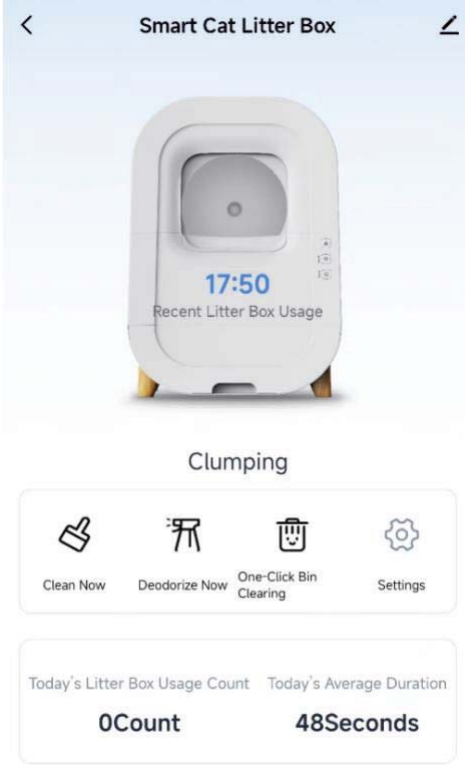 Smart Cat Litter Box
17:50
Recent Litter Box Usage
Clumping
Clean Now
Deodorize Now
One-Click Bin
Clearing
Settings
Today's Litter Box Usage Count
Today's Average Duration
0Count
48Seconds